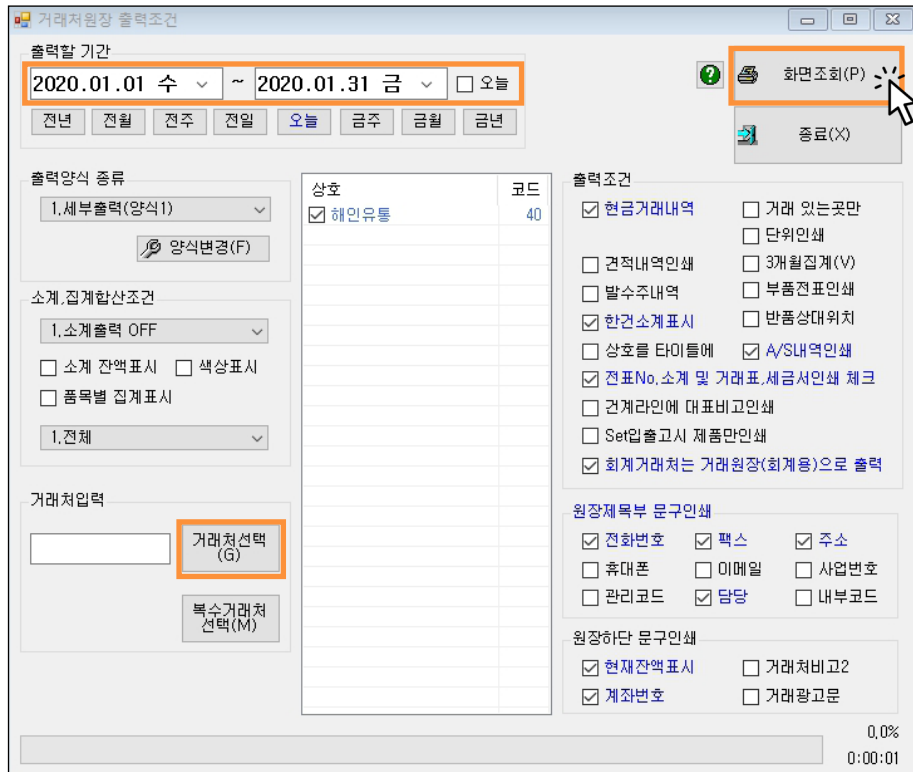 거래처원장 출력조건
출력할 기간
2020.01.01 수 ~ 2020.01.31 금 오늘
화면조회(P)
전년 전월 전주 전일 오늘 금주 금월 금년
종료(X)
출력양식 종류
1.세부출력(양식1)
양식변경(F)
소계,집계합산조건
1.소계출력 OFF
소계 잔액표시 색상표시
품목별 집계표시
1.전체
거래처입력
거래처선택
(G)
복수거래처
선택(M)
상호 코드
해인유통 40
출력조건
현금거래내역 거래 있는곳만
단위인쇄
견적내역인쇄 3개월집계(V)
발수주내역 부품전표인쇄
한건소계표시 반품상대위치
상호를 타이틀에 A/S내역인쇄
전표No,소계 및 거래표,세금서인쇄 체크
건계라인에 대표비고인쇄
Set입출고시 제품만인쇄
회계거래처는 거래원장(회계용)으로 출력
원장제목부 문구인쇄
전화번호 팩스 주소
휴대폰 이메일 사업번호
관리코드 담당 내부코드
원장하단 문구인쇄
현재잔액표시 거래처비고2
계좌번호 거래광고문
0,0%
0:00:01